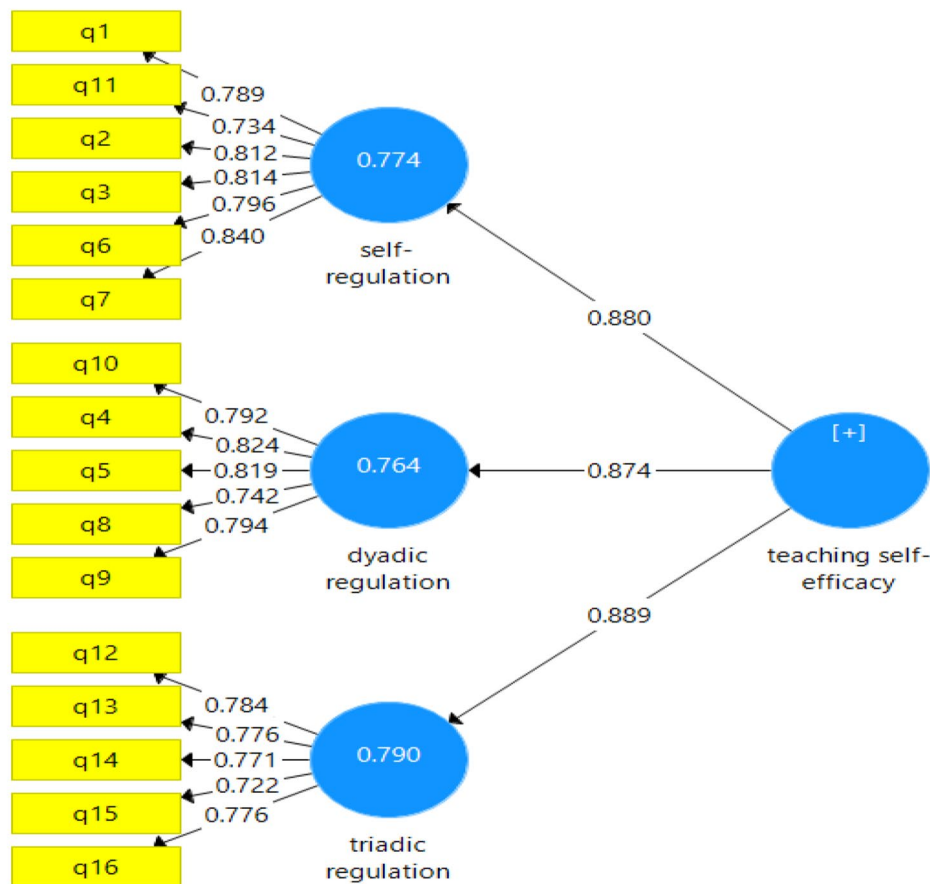 q1
q11
q2
q3
q6
q7
0.789
0.734
0.812
0.814
0.796
0.840
0.774
self-
regulation
0.880
q10
q4
q5
q8
q9
0.792
0.824
0.819
0.742
0.794
0.764
dyadic
regulation
0.874
[+]
teaching self-
efficacy
q12
q13
q14
q15
q16
0.784
0.776
0.771
0.722
0.776
0.790
triadic
regulation
0.889